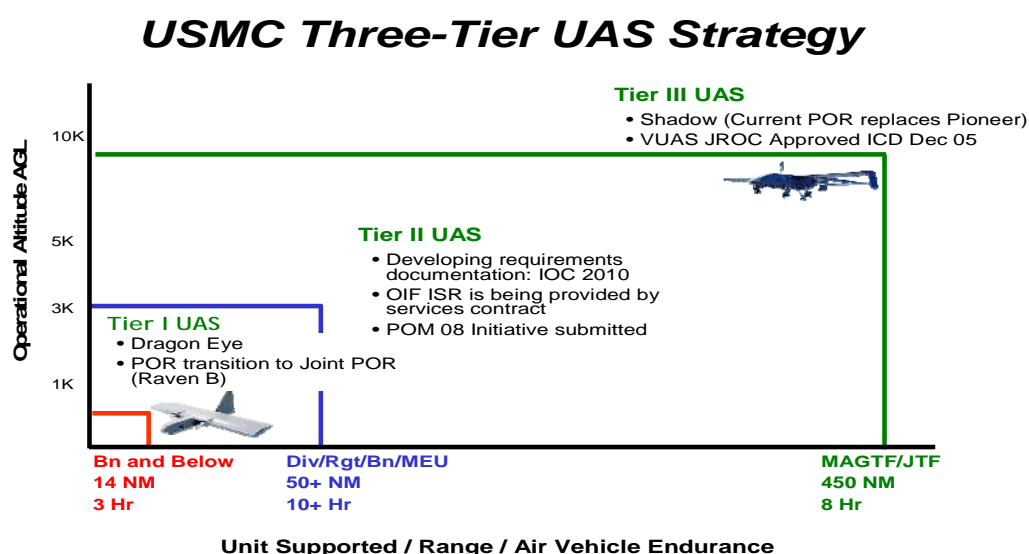 USMC Three-Tier UAS Strategy
Tier III UAS
• Shadow (Current POR replaces Pioneer)
• VUAS JROC Approved ICD Dec 05
10K
Operational Altitude AGL
Tier II UAS
5K
• Developing requirements
documentation: IOC 2010
• OIF ISR is being provided by
services contract
• POM 08 Initiative submitted
3K
Tier I UAS
• Dragon Eye
• POR transition to Joint POR
(Raven B)
1K
Bn and Below
14 NM
3 Hr
Div/Rgt/Bn/MEU
50+ NM
10+ Hr
MAGTF/JTF
450 NM
8 Hr
Unit Supported / Range / Air Vehicle Endurance